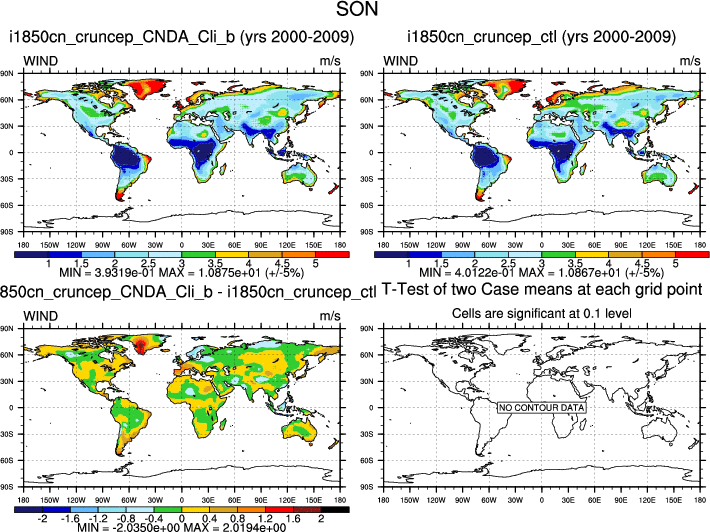 SON
i1850cn_cruncep_CNDA_Cli_b (yrs 2000-2009)
WIND m/s
90N
60N
30N
0
30S
60S
90S
180 150W 120W 90W 60W 30W 0 30E 60E 90E 120E 150E 180
1 1.5 2 2.5 3 3.5 4 4.5 5
MIN = 3.9319e-01 MAX = 1.0875e+01 (+/-5%)
i1850cn_cruncep_ctl (yrs 2000-2009)
WIND m/s
90N
60N
30N
0
30S
60S
90S
180 150W 120W 90W 60W 30W 0 30E 60E 90E 120E 150E 180
1 1.5 2 2.5 3 3.5 4 4.5 5
MIN = 4.0122e-01 MAX = 1.0867e+01 (+/-5%)
850cn_cruncep_CNDA_Cli_b - i1850cn_cruncep_ctl
WIND m/s
90N
60N
30N
0
30S
60S
90S
180 150W 120W 90W 60W 30W 0 30E 60E 90E 120E 150E 180
-2 -1.6 -1.2 -0.8 -0.4 0 0.4 0.8 1.2 1.6 2
MIN = -2.0350e+00 MAX = 2.0194e+00
T-Test of two Case means at each grid point
Cells are significant at 0.1 level
90N
60N
30N
0
30S
60S
90S
NO CONTOUR DATA
180 150W 120W 90W 60W 30W 0 30E 60E 90E 120E 150E 180